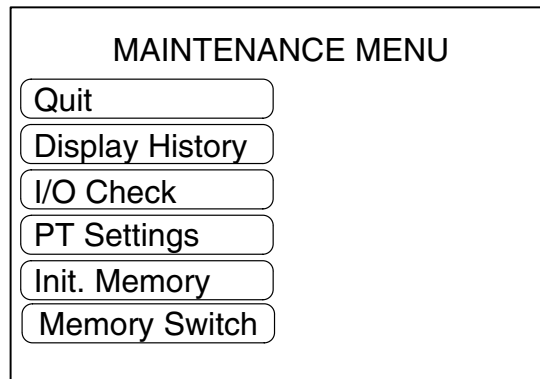 MAINTENANCE MENU
Quit
Display History
I/O Check
PT Settings
Init. Memory
Memory Switch